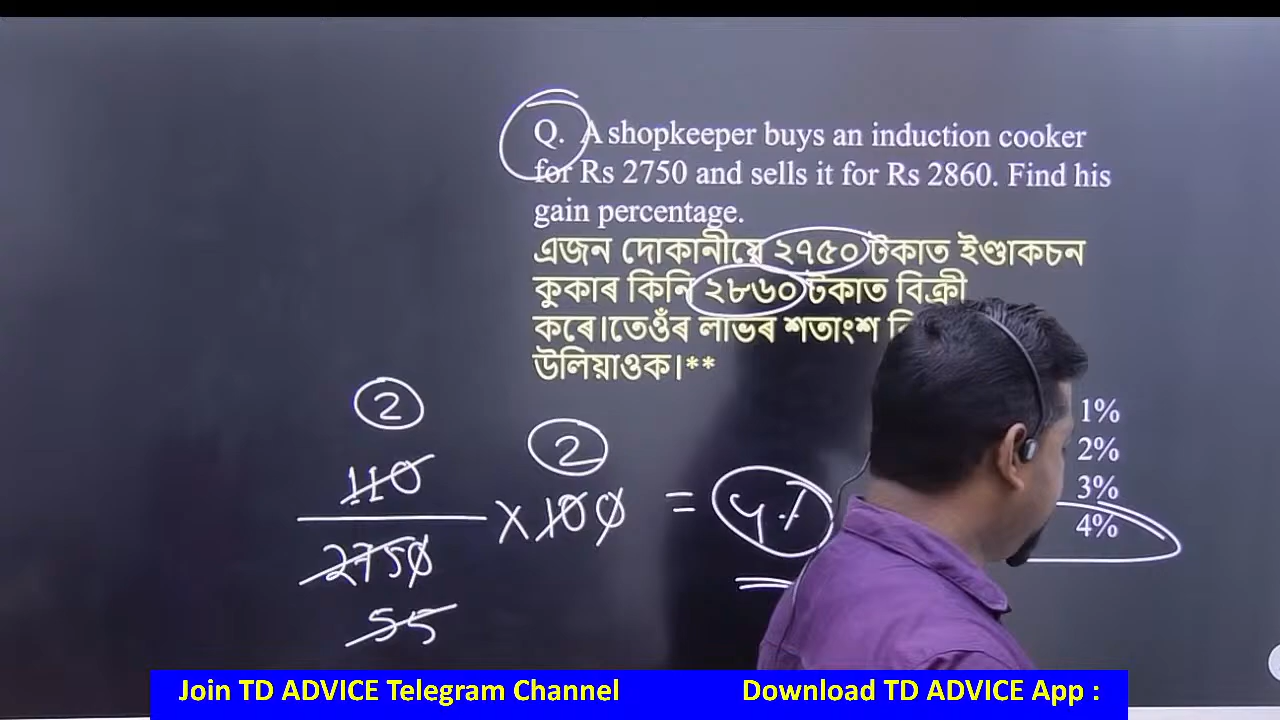 Q. A shopkeeper buys an induction cooker
for Rs 2750 and sells it for Rs 2860. Find his
gain percentage.
এজন দোকানীয়ে ২৭৫০ টকাত ইণ্ডাকচন
কুকাৰ কিনি ২৮৬০ টকাত বিক্ৰী
কৰে।তেওঁৰ লাভৰ শতাংশ
উলিয়াওক।**
1%
2%
3%
4%
2
110
2750
55
2
× 100 = 4%
Join TD ADVICE Telegram Channel
Download TD ADVICE App :